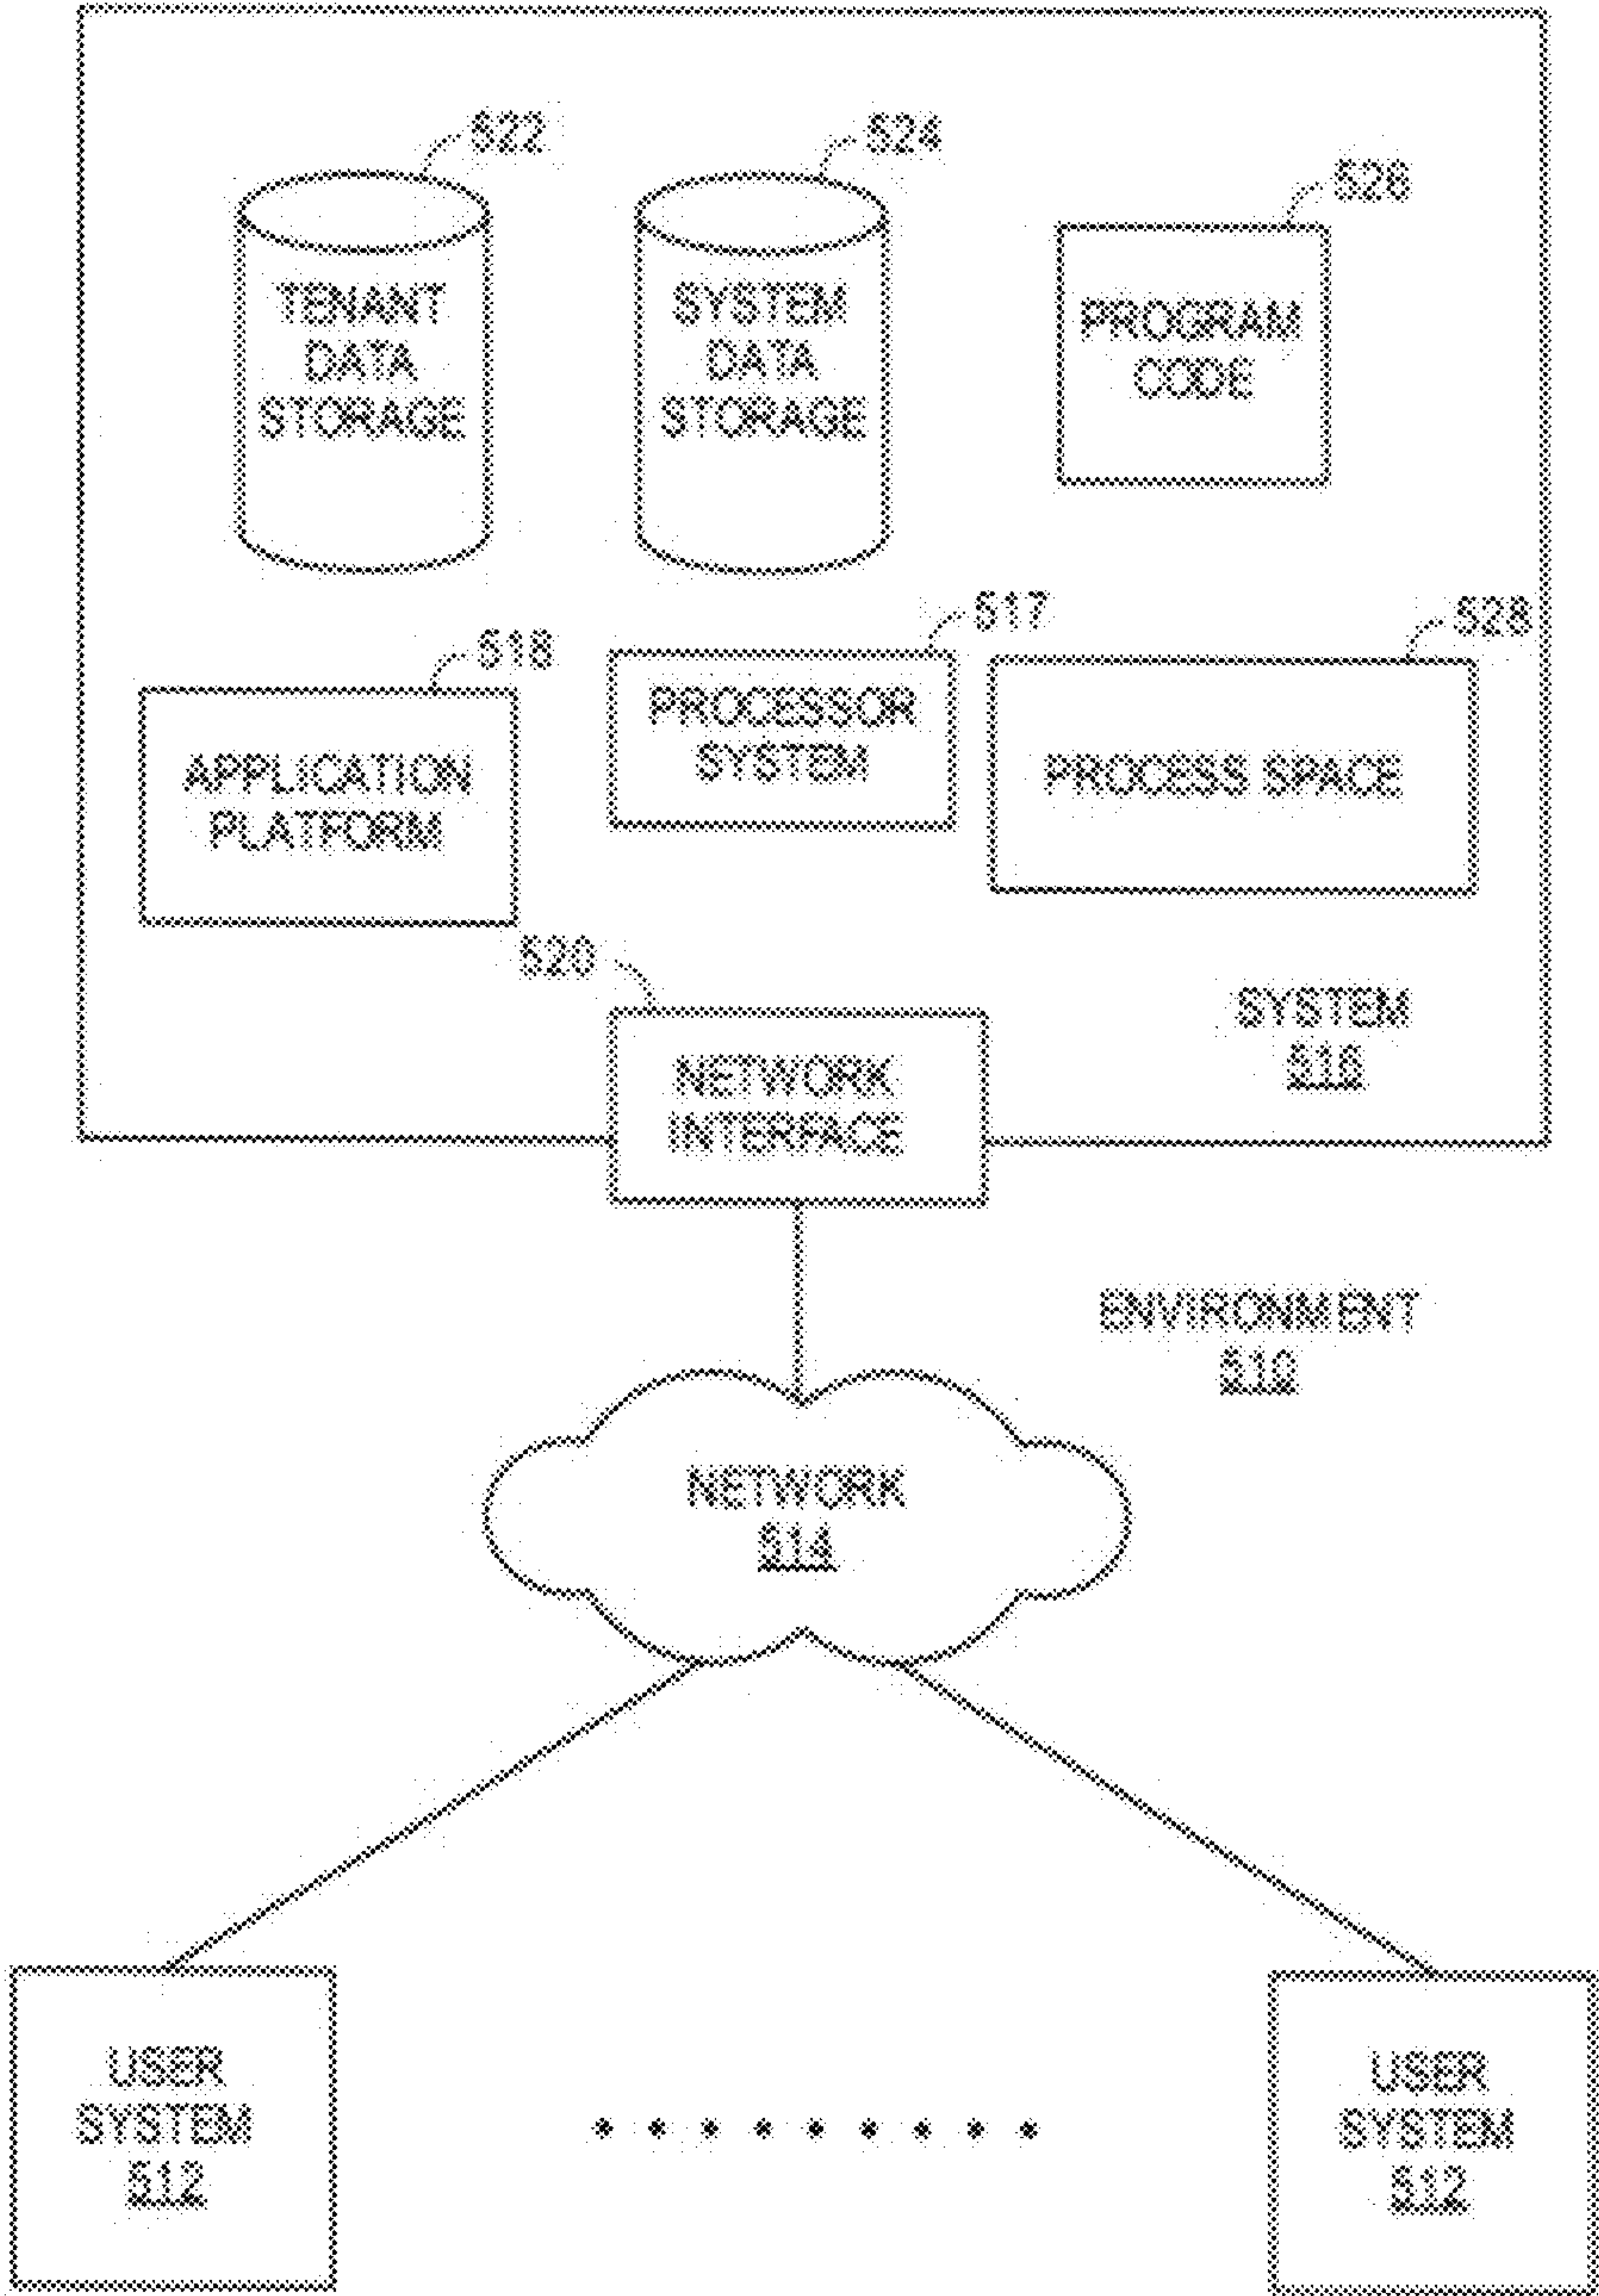 522
524
526
TENANT
DATA
STORAGE
SYSTEM
DATA
STORAGE
PROGRAM
CODE
518
517
528
APPLICATION
PLATFORM
PROCESSOR
SYSTEM
PROCESS SPACE
520
NETWORK
INTERFACE
SYSTEM
516
ENVIRONMENT
510
NETWORK
514
USER
SYSTEM
512
USER
SYSTEM
512